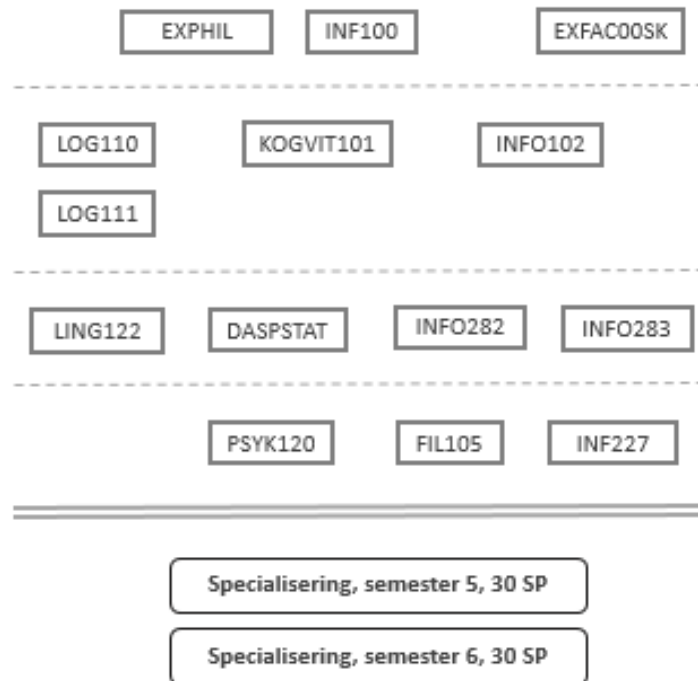 EXPHIL INF100 EXFAC00SK
LOG110 KOGVIT101 INFO102
LOG111
LING122 DASPSTAT INFO282 INFO283
PSYK120 FIL105 INF227
Specialisering, semester 5, 30 SP
Specialisering, semester 6, 30 SP